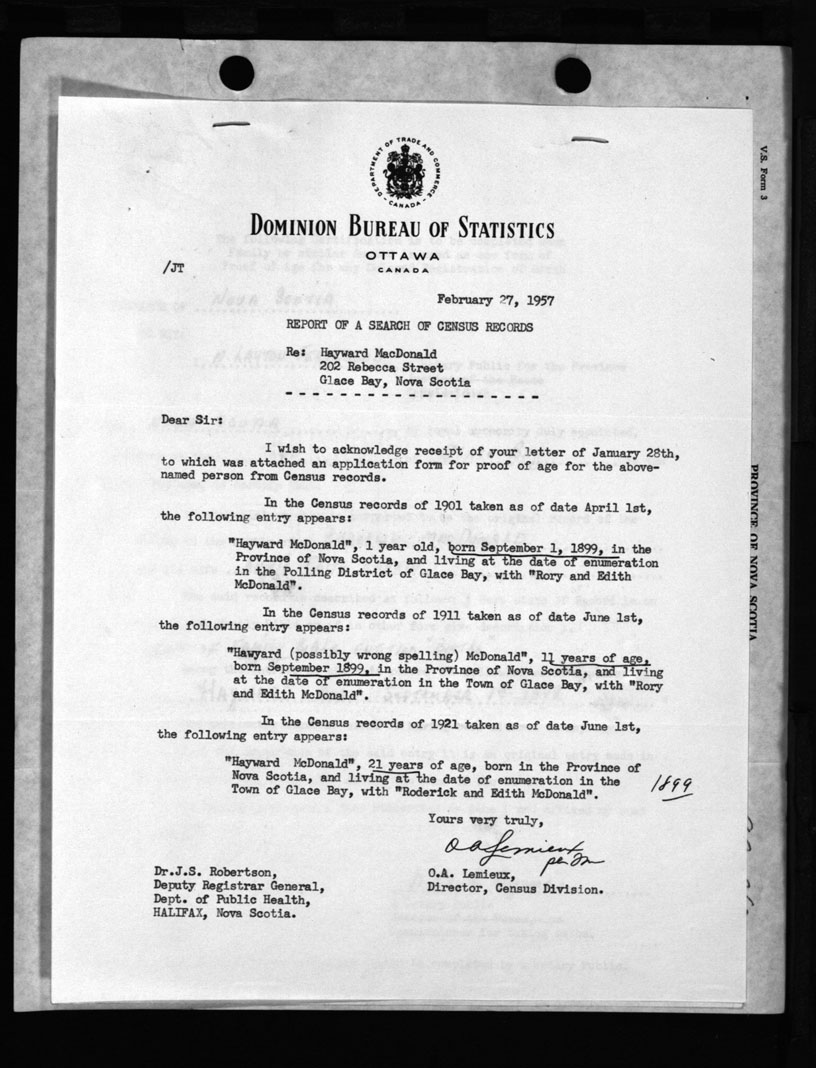 DEPARTMENT OF TRADE AND COMMERCE
- CANADA -
DOMINION BUREAU OF STATISTICS
OTTAWA
CANADA
/JT
February 27, 1957
REPORT OF A SEARCH OF CENSUS RECORDS
Re: Hayward MacDonald
202 Rebecca Street
Glace Bay, Nova Scotia
Dear Sir:
I wish to acknowledge receipt of your letter of January 28th,
to which was attached an application form for proof of age for the above-
named person from Census records.
In the Census records of 1901 taken as of date April 1st,
the following entry appears:
"Hayward McDonald", 1 year old, born September 1, 1899, in the
Province of Nova Scotia, and living at the date of enumeration
in the Polling District of Glace Bay, with "Rory and Edith
McDonald".
In the Census records of 1911 taken as of date June 1st,
the following entry appears:
"Hawyard (possibly wrong spelling) McDonald", 11 years of age,
born September 1899, in the Province of Nova Scotia, and living
at the date of enumeration in the Town of Glace Bay, with "Rory
and Edith McDonald".
In the Census records of 1921 taken as of date June 1st,
the following entry appears:
"Hayward McDonald", 21 years of age, born in the Province of
Nova Scotia, and living at the date of enumeration in the
Town of Glace Bay, with "Roderick and Edith McDonald".
1899
Yours very truly,
O A Lemieux
per
O.A. Lemieux,
Director, Census Division.
Dr.J.S. Robertson,
Deputy Registrar General,
Dept. of Public Health,
HALIFAX, Nova Scotia.
V.S. Form 3
PROVINCE OF NOVA SCOTIA